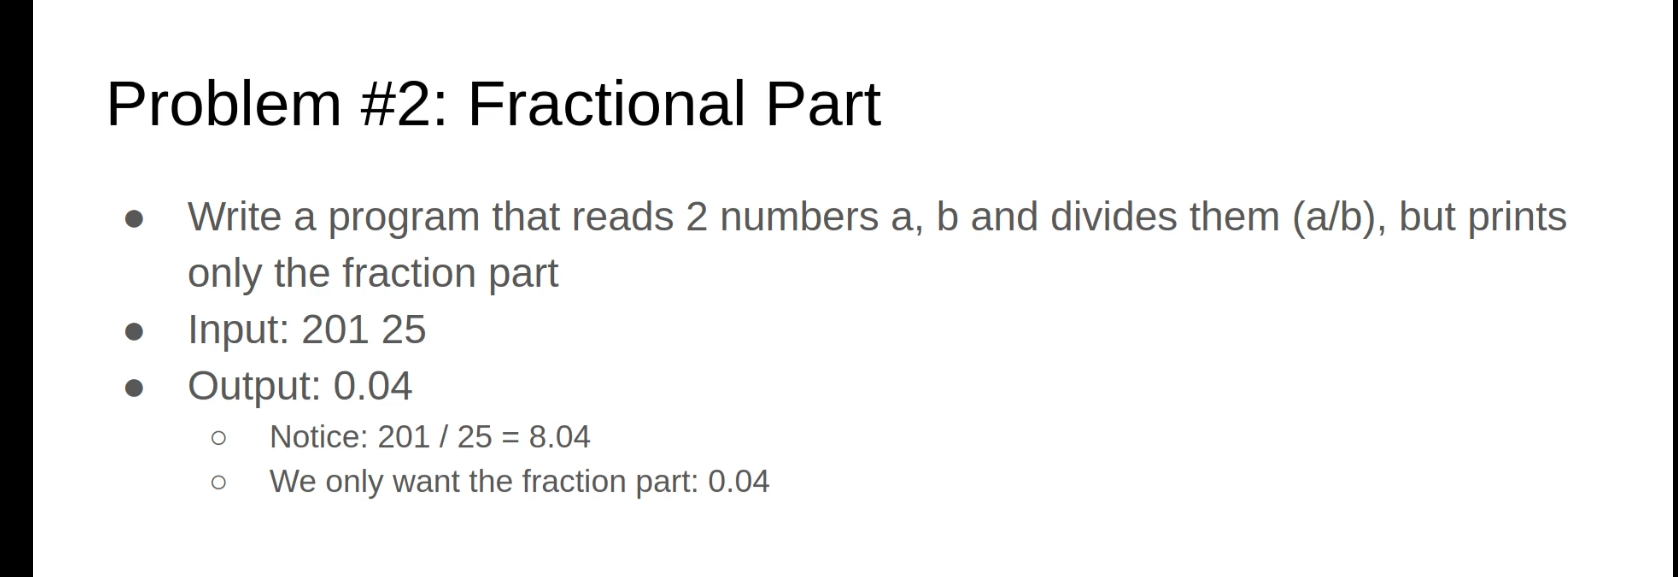 Problem #2: Fractional Part
● Write a program that reads 2 numbers a, b and divides them (a/b), but prints
only the fraction part
● Input: 201 25
● Output: 0.04
○ Notice: 201 / 25 = 8.04
○ We only want the fraction part: 0.04